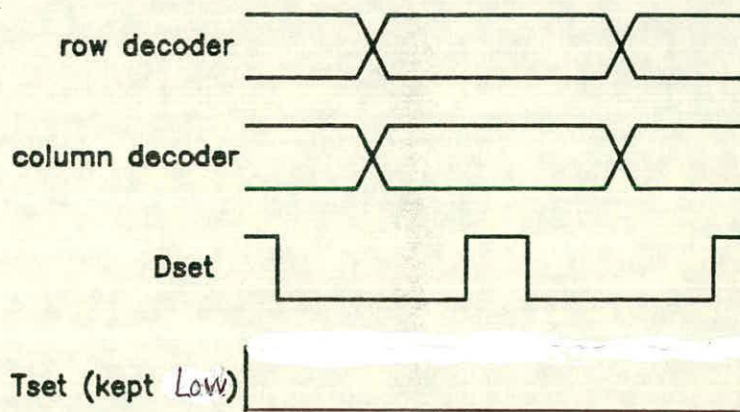 row decoder
column decoder
Dset
Tset (kept Low)